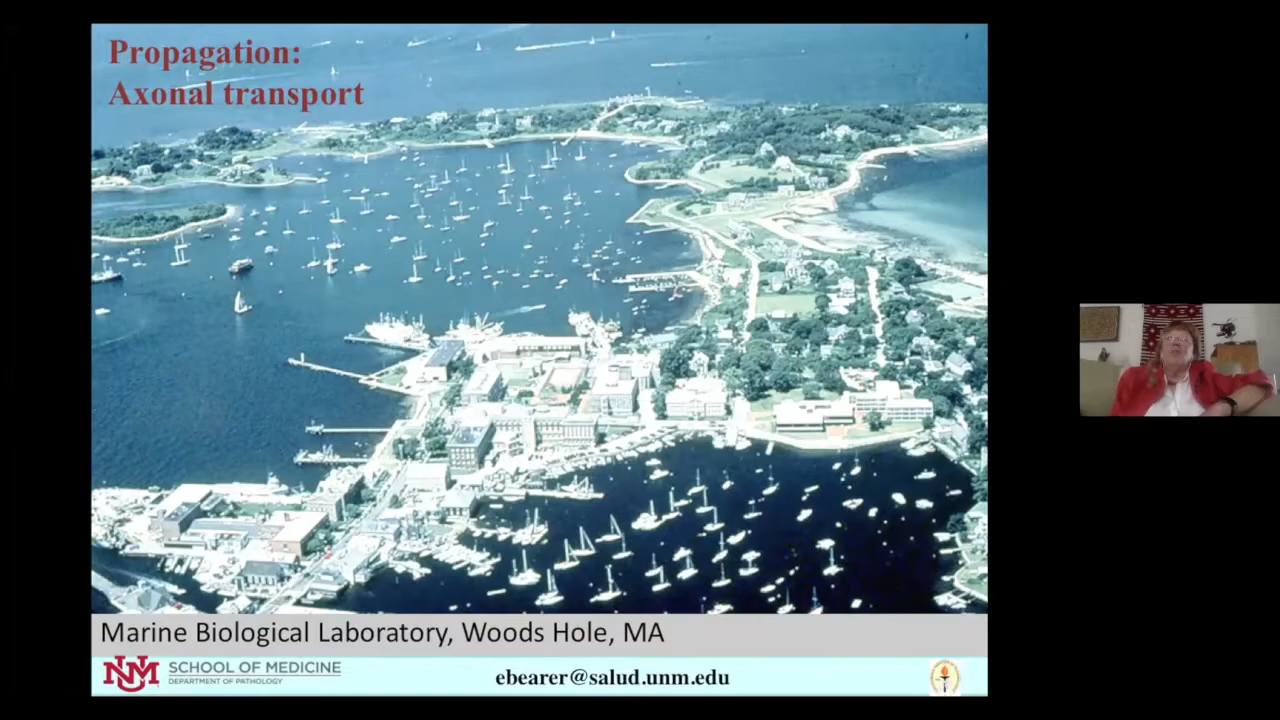 Propagation:
Axonal transport
Marine Biological Laboratory, Woods Hole, MA
UNM SCHOOL OF MEDICINE
DEPARTMENT OF PATHOLOGY
ebearer@salud.unm.edu